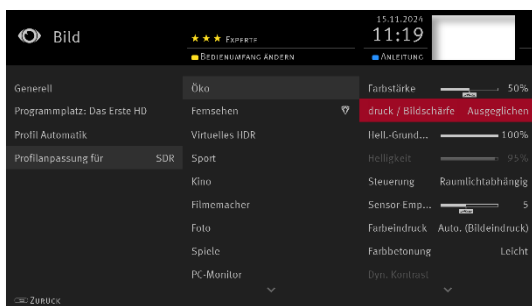 Bild
★★★ EXPERTE
BEDIENUMFANG ÄNDERN
15.11.2024
11:19
ANLEITUNG
Generell
Programmplatz: Das Erste HD
Profil Automatik
Profilanpassung für SDR
Öko
Fernsehen
Virtuelles HDR
Sport
Kino
Filmemacher
Foto
Spiele
PC-Monitor
Farbstärke 50%
druck / Bildschärfe Ausgeglichen
Hell.-Grund... 100%
Helligkeit 95%
Steuerung Raumlichtabhängig
Sensor Emp... 5
Farbeindruck Auto. (Bildeindruck)
Farbbetonung Leicht
Dyn. Kontrast
ZURÜCK